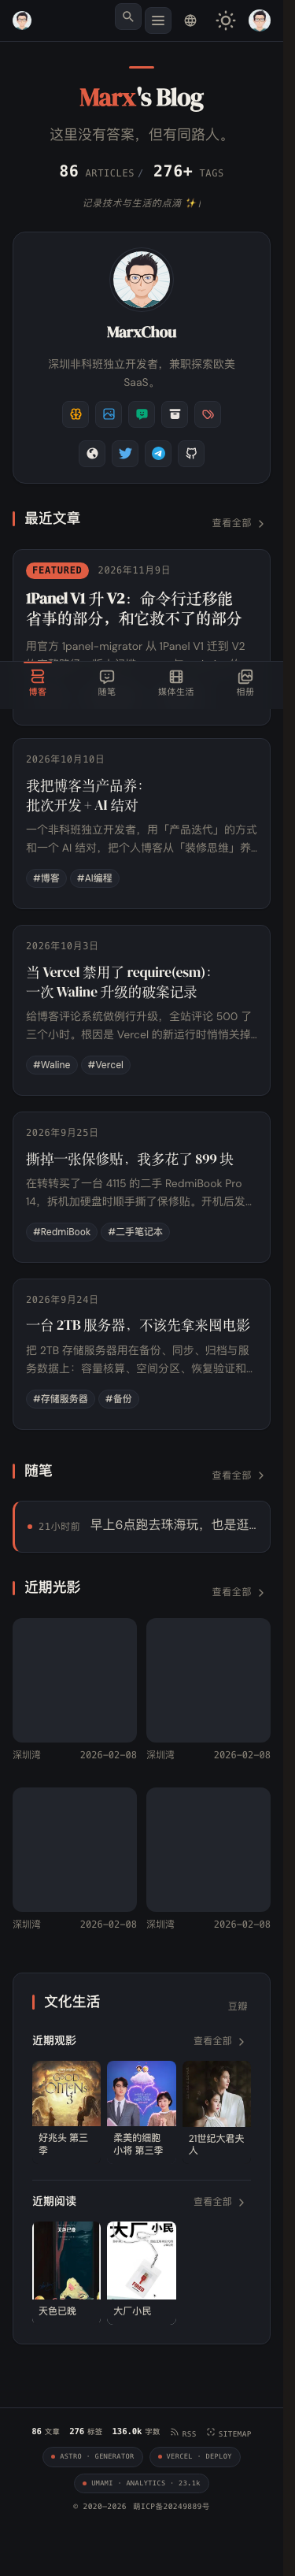 Marx's Blog
这里没有答案，但有同路人。
86 ARTICLES / 276+ TAGS
记录技术与生活的点滴 ✨ |
MarxChou
深圳非科班独立开发者，兼职探索欧美
SaaS。
最近文章
查看全部 >
FEATURED 2026年11月9日
1Panel V1 升 V2：命令行迁移能
省事的部分，和它救不了的部分
用官方 1panel-migrator 从 1Panel V1 迁到 V2
博客
随笔
媒体生活
相册
2026年10月10日
我把博客当产品养：
批次开发 + AI 结对
一个非科班独立开发者，用「产品迭代」的方式
和一个 AI 结对，把个人博客从「装修思维」养…
#博客 #AI编程
2026年10月3日
当 Vercel 禁用了 require(esm)：
一次 Waline 升级的破案记录
给博客评论系统做例行升级，全站评论 500 了
三个小时。根因是 Vercel 的新运行时悄悄关掉…
#Waline #Vercel
2026年9月25日
撕掉一张保修贴，我多花了 899 块
在转转买了一台 4115 的二手 RedmiBook Pro
14，拆机加硬盘时顺手撕了保修贴。开机后发…
#RedmiBook #二手笔记本
2026年9月24日
一台 2TB 服务器，不该先拿来囤电影
把 2TB 存储服务器用在备份、同步、归档与服
务数据上：容量核算、空间分区、恢复验证和…
#存储服务器 #备份
随笔
查看全部 >
21小时前 早上6点跑去珠海玩，也是逛…
近期光影
查看全部 >
深圳湾 2026-02-08
深圳湾 2026-02-08
深圳湾 2026-02-08
深圳湾 2026-02-08
文化生活
豆瓣
近期观影
查看全部 >
好兆头 第三
季
柔美的细胞
小将 第三季
21世纪大君夫
人
近期阅读
查看全部 >
天色已晚
大厂小民
天色已晚
大厂小民
86 文章 276 标签 136.0k 字数 RSS SITEMAP
ASTRO · GENERATOR
VERCEL · DEPLOY
UMAMI · ANALYTICS · 23.1k
© 2020—2026 萌ICP备20249889号